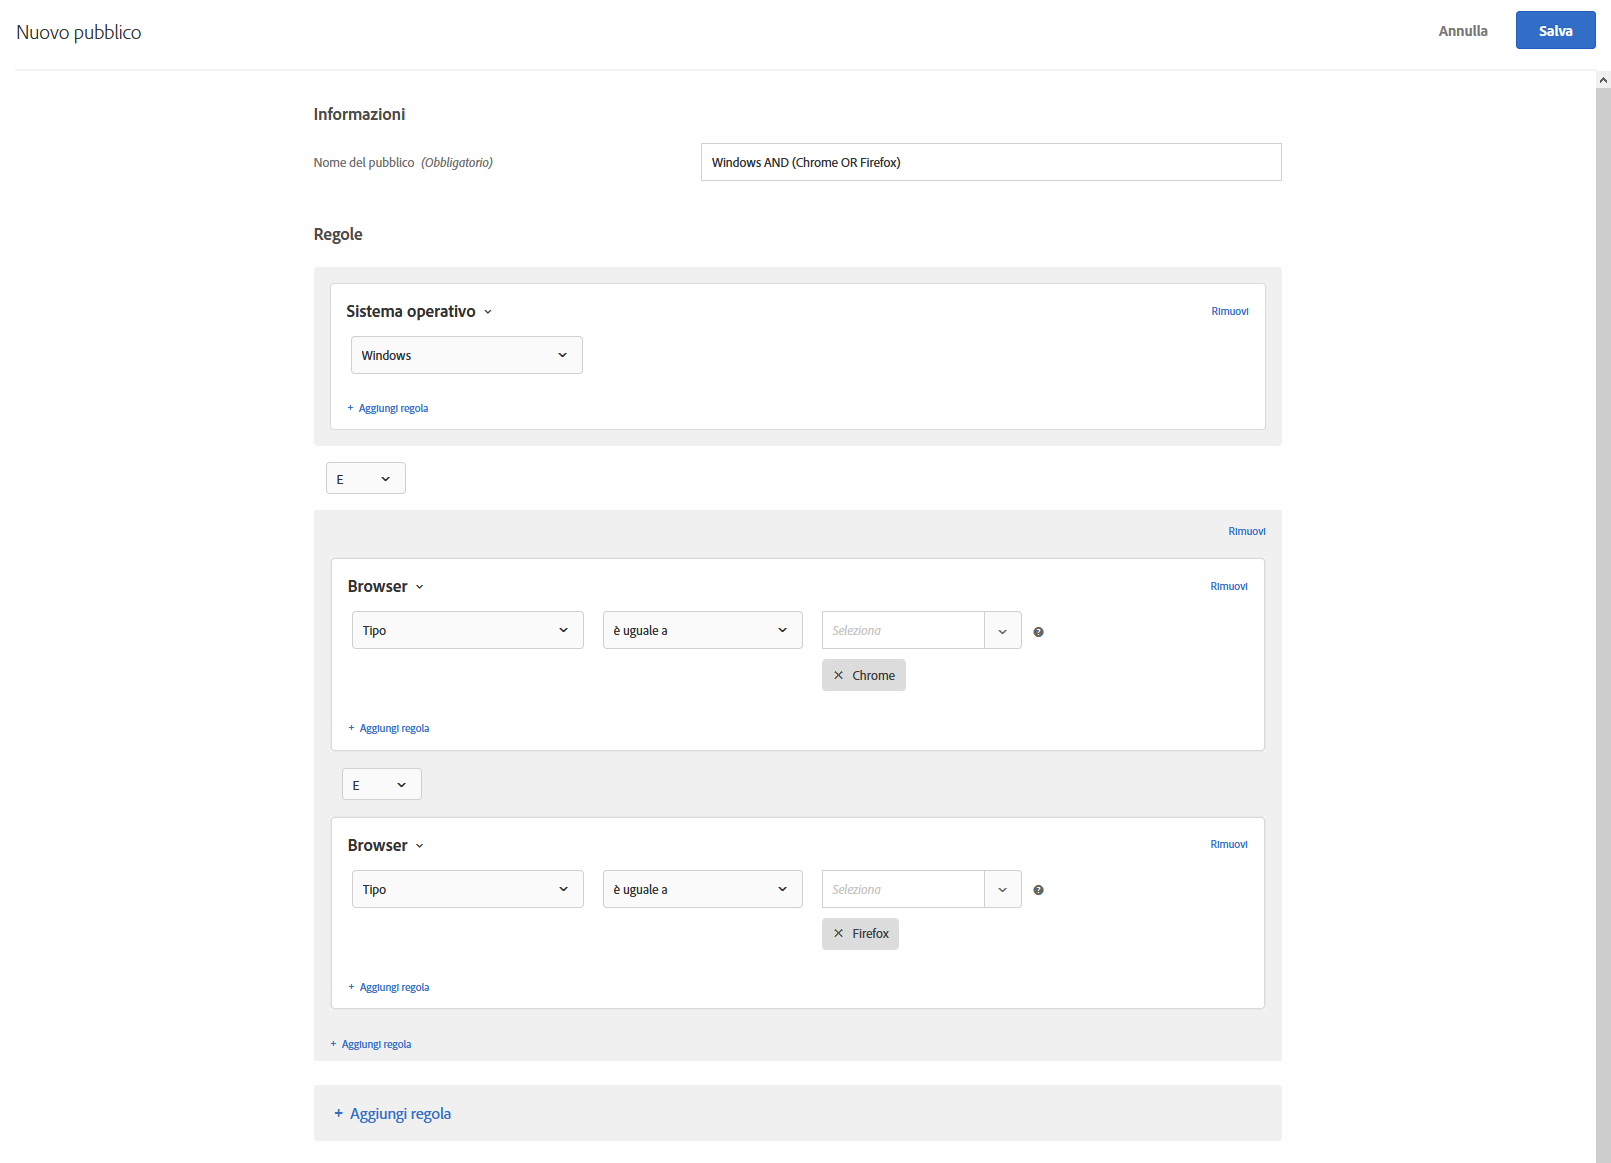 Nuovo pubblico
Annulla
Salva
Informazioni
Nome del pubblico (Obbligatorio)
Windows AND (Chrome OR Firefox)
Regole
Sistema operativo
Rimuovi
Windows
+ Aggiungi regola
E
Rimuovi
Browser
Rimuovi
Tipo
è uguale a
Seleziona
Chrome
+ Aggiungi regola
E
Browser
Rimuovi
Tipo
è uguale a
Seleziona
Firefox
+ Aggiungi regola
+ Aggiungi regola
+ Aggiungi regola